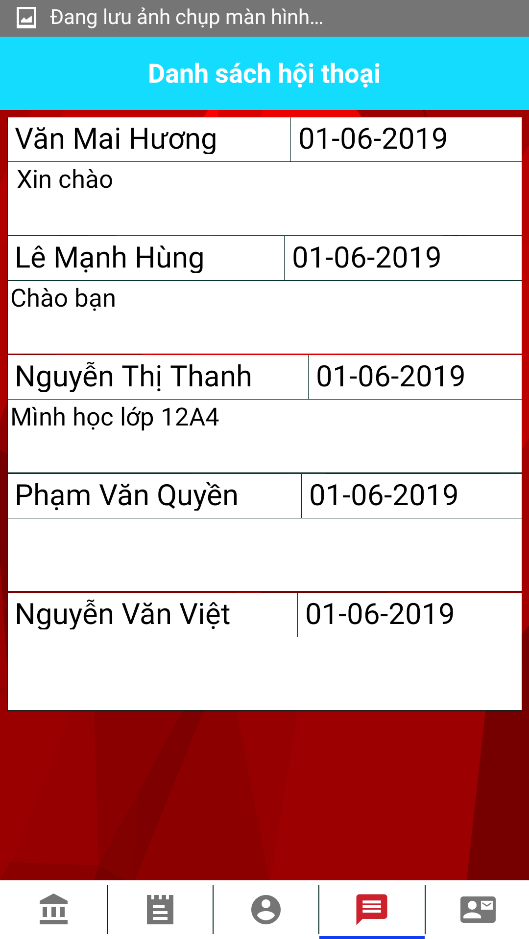 Đang lưu ảnh chụp màn hình...
Danh sách hội thoại
Văn Mai Hương 01-06-2019
Xin chào
Lê Mạnh Hùng 01-06-2019
Chào bạn
Nguyễn Thị Thanh 01-06-2019
Mình học lớp 12A4
Phạm Văn Quyền 01-06-2019
Nguyễn Văn Việt 01-06-2019